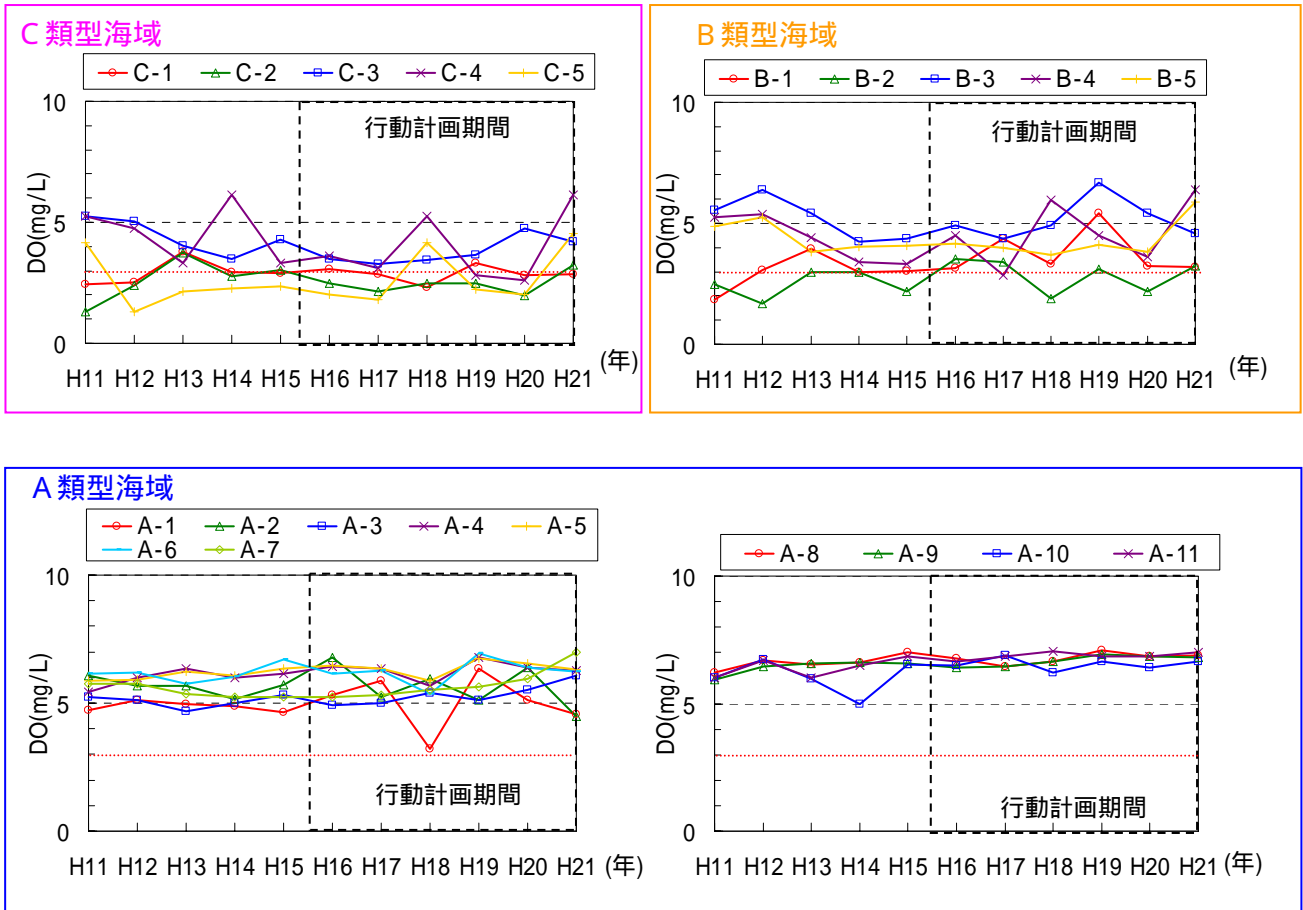 C類型海域
C-1 C-2 C-3 C-4 C-5
10
行動計画期間
DO(mg/L)
5
0
H11 H12 H13 H14 H15 H16 H17 H18 H19 H20 H21 (年)
B類型海域
B-1 B-2 B-3 B-4 B-5
10
行動計画期間
DO(mg/L)
5
0
H11 H12 H13 H14 H15 H16 H17 H18 H19 H20 H21 (年)
A類型海域
A-1 A-2 A-3 A-4 A-5
A-6 A-7
10
DO(mg/L)
5
行動計画期間
0
H11 H12 H13 H14 H15 H16 H17 H18 H19 H20 H21 (年)
A-8 A-9 A-10 A-11
10
DO(mg/L)
5
行動計画期間
0
H11 H12 H13 H14 H15 H16 H17 H18 H19 H20 H21 (年)